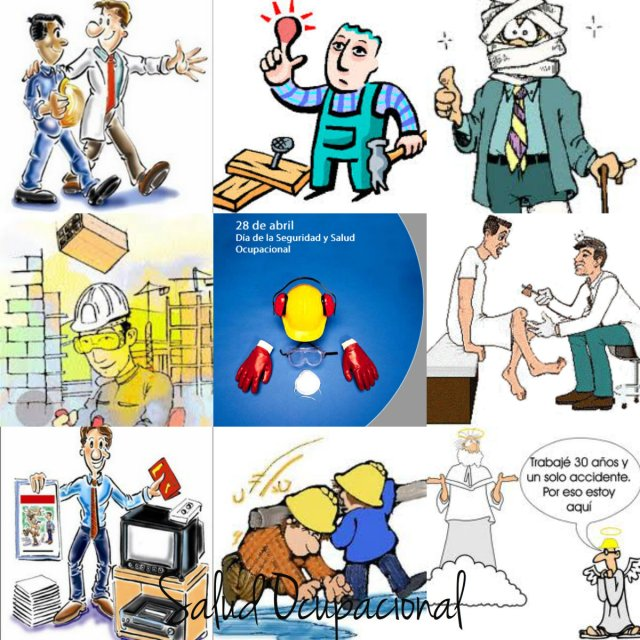 28 de abril
Día de la Seguridad y Salud
Ocupacional
Trabajé 30 años y
un solo accidente.
Por eso estoy
aquí
Salud Ocupacional